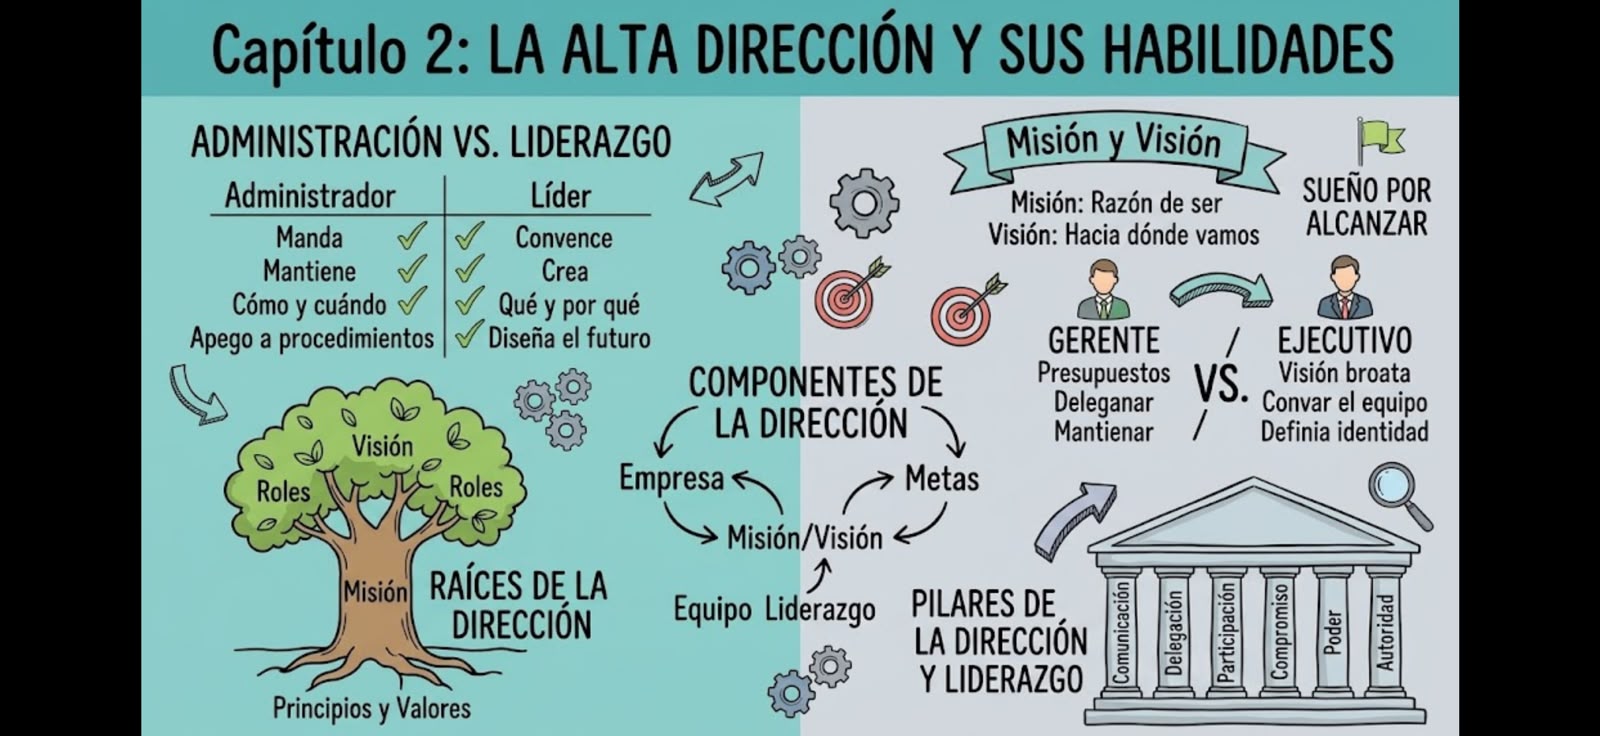 Capítulo 2: LA ALTA DIRECCIÓN Y SUS HABILIDADES
ADMINISTRACIÓN VS. LIDERAZGO
Administrador Líder
Manda Convence
Mantiene Crea
Cómo y cuándo Qué y por qué
Apego a procedimientos Diseña el futuro
Visión
Roles Roles
Misión
RAÍCES DE LA
DIRECCIÓN
Principios y Valores
COMPONENTES DE
LA DIRECCIÓN
Empresa Metas
Misión/Visión
Equipo Liderazgo
Misión y Visión
Misión: Razón de ser
Visión: Hacia dónde vamos
SUEÑO POR
ALCANZAR
GERENTE
Presupuestos
Deleganar
Mantienar
VS.
EJECUTIVO
Visión broata
Convar el equipo
Definia identidad
PILARES DE
LA DIRECCIÓN
Y LIDERAZGO
Comunicación
Delegación
Participación
Compromiso
Poder
Autoridad